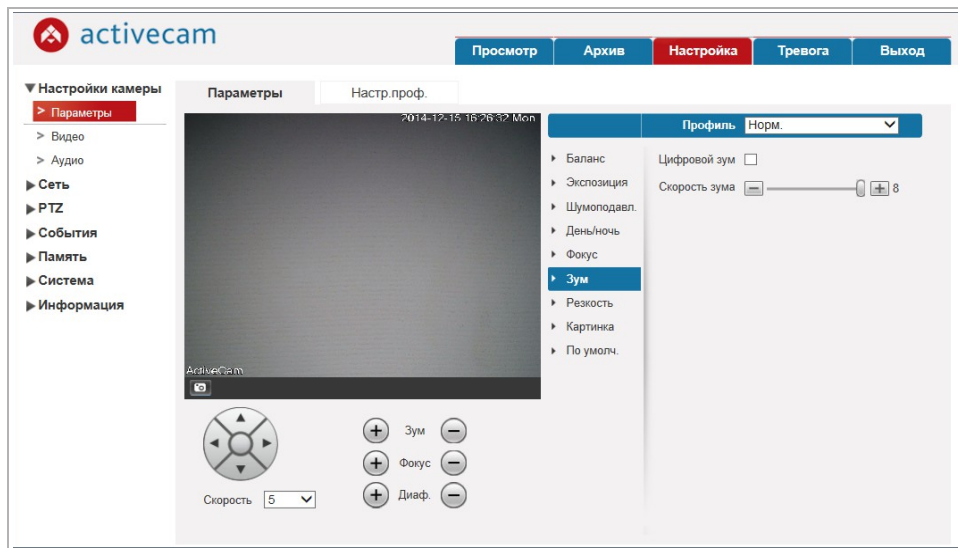 activecam
Просмотр Архив Настройка Тревога Выход
Настройки камеры
> Параметры
> Видео
> Аудио
Сеть
PTZ
События
Память
Система
Информация
Параметры Настр.проф.
2014-12-15 16:26:32 Mon
ActiveCam
Профиль Норм.
Баланс
Экспозиция
Шумоподавл.
День/ночь
Фокус
Зум
Резкость
Картинка
По умолч.
Цифровой зум
Скорость зума 8
Зум
Фокус
Диаф.
Скорость 5